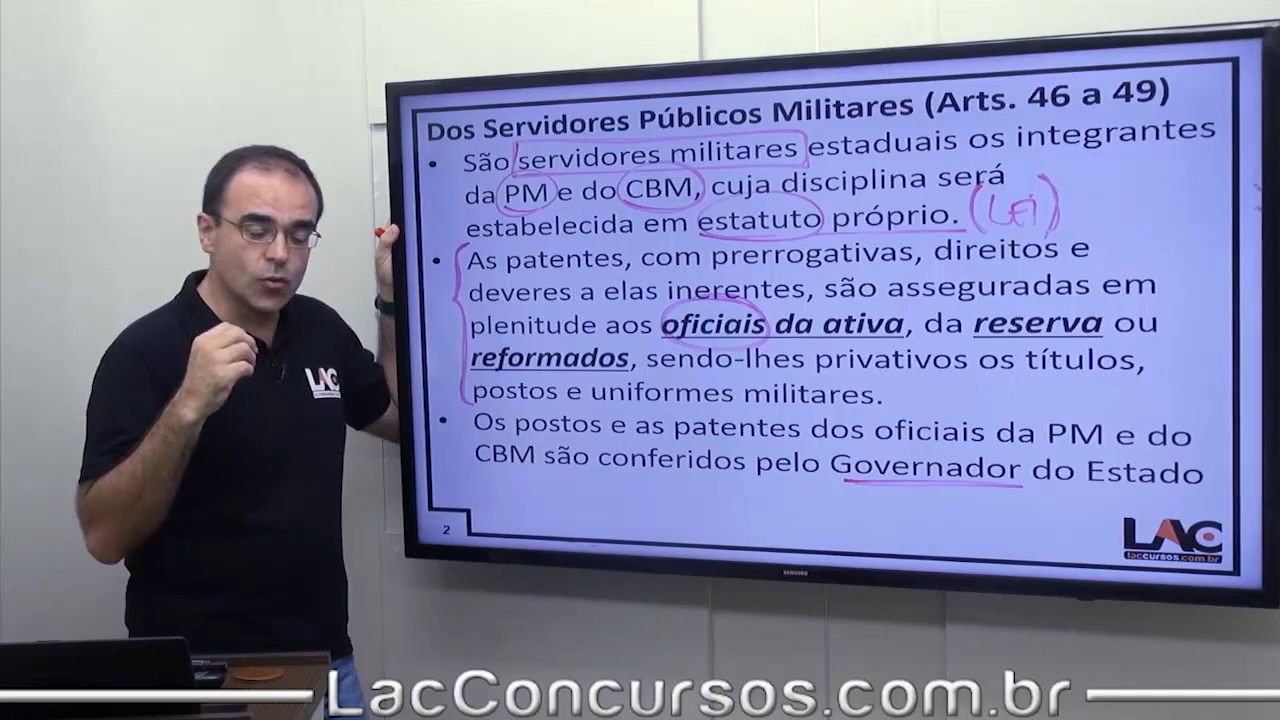 Dos Servidores Públicos Militares (Arts. 46 a 49)
• São servidores militares estaduais os integrantes
da PM e do CBM, cuja disciplina será
estabelecida em estatuto próprio. (LEI)
• As patentes, com prerrogativas, direitos e
deveres a elas inerentes, são asseguradas em
plenitude aos oficiais da ativa, da reserva ou
reformados, sendo-lhes privativos os títulos,
postos e uniformes militares.
• Os postos e as patentes dos oficiais da PM e do
CBM são conferidos pelo Governador do Estado
2
LAC
laccursos.com.br
SAMSUNG
LAC
LacConcursos.com.br